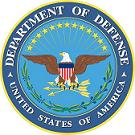 DEPARTMENT OF DEFENSE
UNITED STATES OF AMERICA